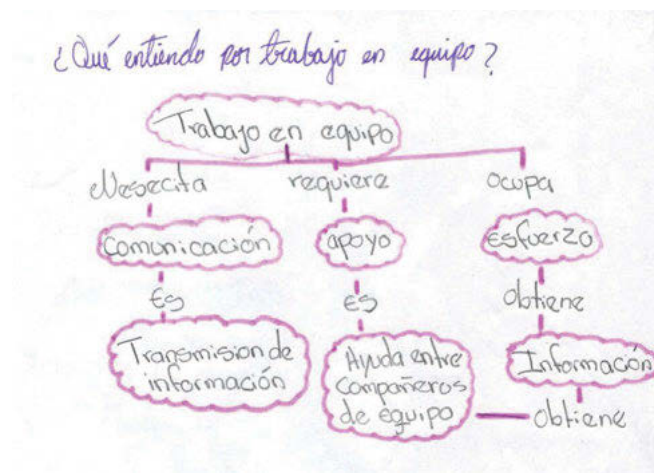 ¿Qué entiendo por trabajo en equipo?
Trabajo en equipo
Nesecita requiere ocupa
Comunicación apoyo esfuerzo
Es Es Obtiene
Transmision de
información
Ayuda entre
Compañeros
de equipo
Información
obtiene